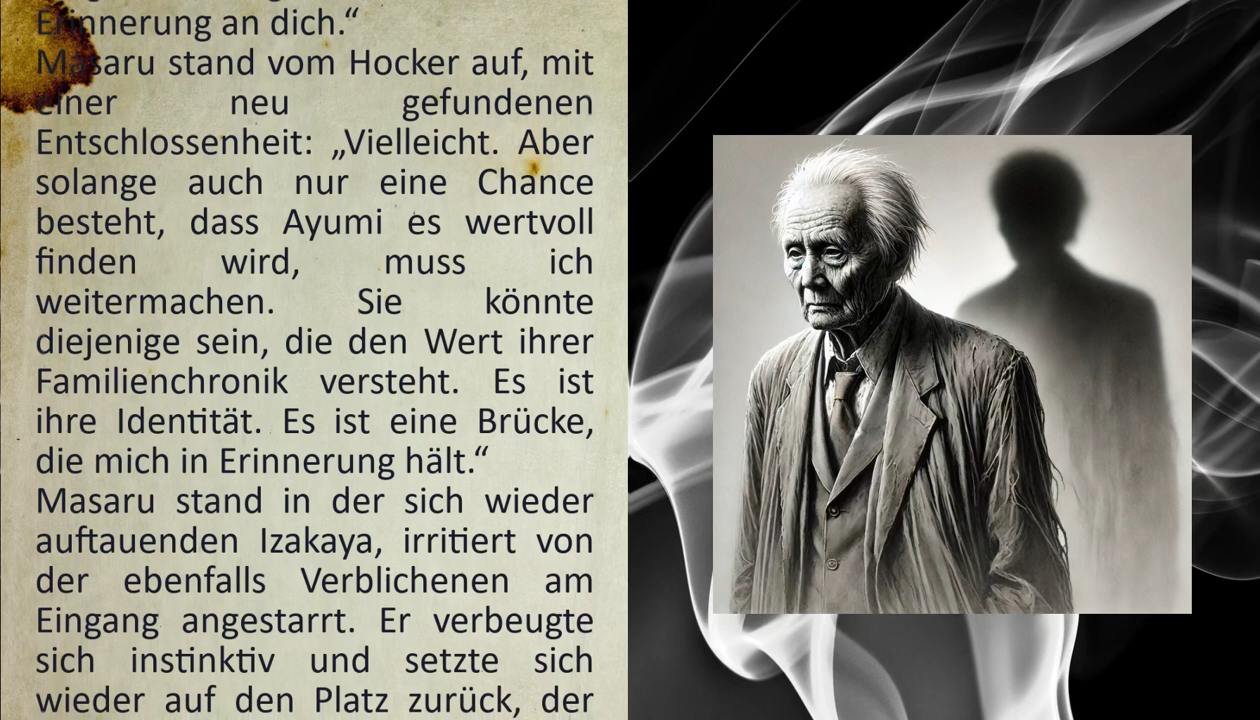 Erinnerung an dich.“
Masaru stand vom Hocker auf, mit
einer neu gefundenen
Entschlossenheit: „Vielleicht. Aber
solange auch nur eine Chance
besteht, dass Ayumi es wertvoll
finden wird, muss ich
weitermachen. Sie könnte
diejenige sein, die den Wert ihrer
Familienchronik versteht. Es ist
ihre Identität. Es ist eine Brücke,
die mich in Erinnerung hält.“
Masaru stand in der sich wieder
auftauenden Izakaya, irritiert von
der ebenfalls Verblichenen am
Eingang angestarrt. Er verbeugte
sich instinktiv und setzte sich
wieder auf den Platz zurück, der